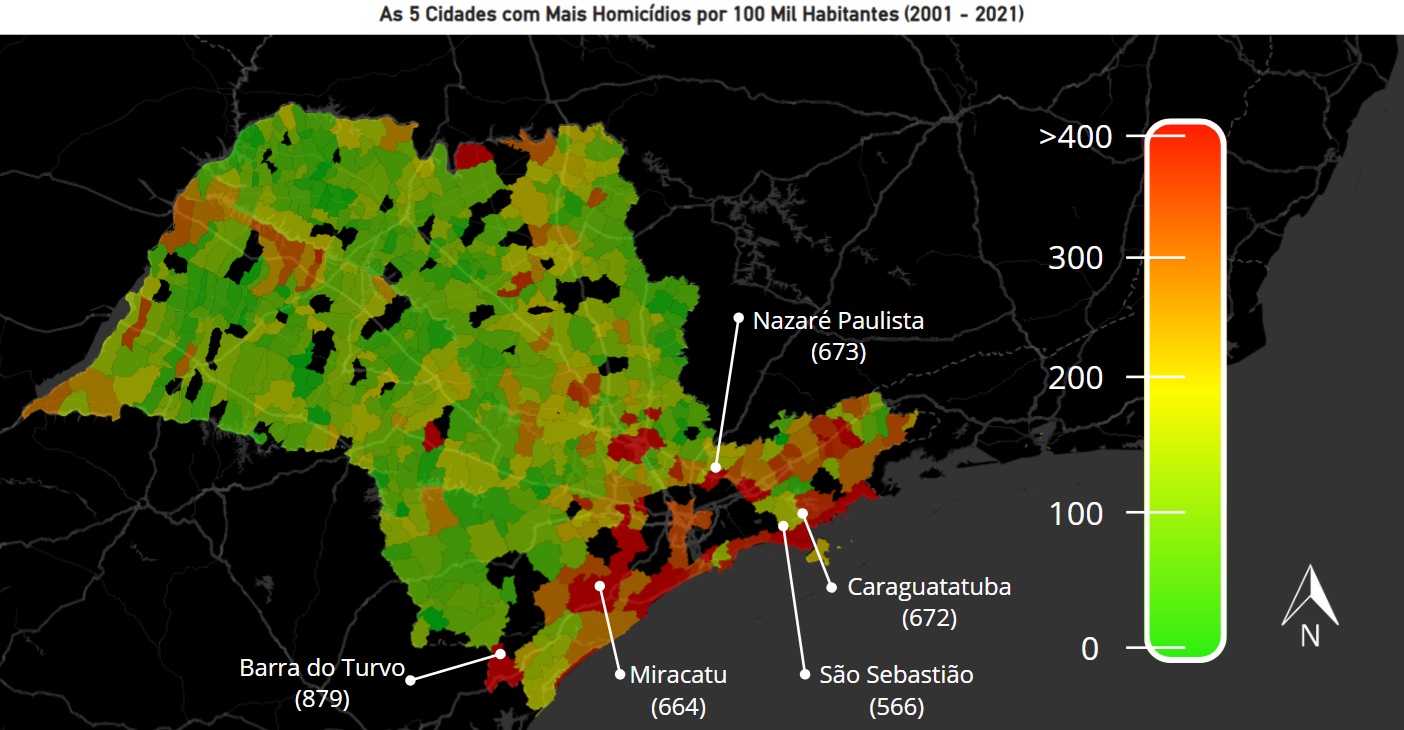 As 5 Cidades com Mais Homicídios por 100 Mil Habitantes (2001 - 2021)
>400
300
200
100
0
Nazaré Paulista
(673)
Caraguatatuba
(672)
São Sebastião
(566)
Miracatu
(664)
Barra do Turvo
(879)
N